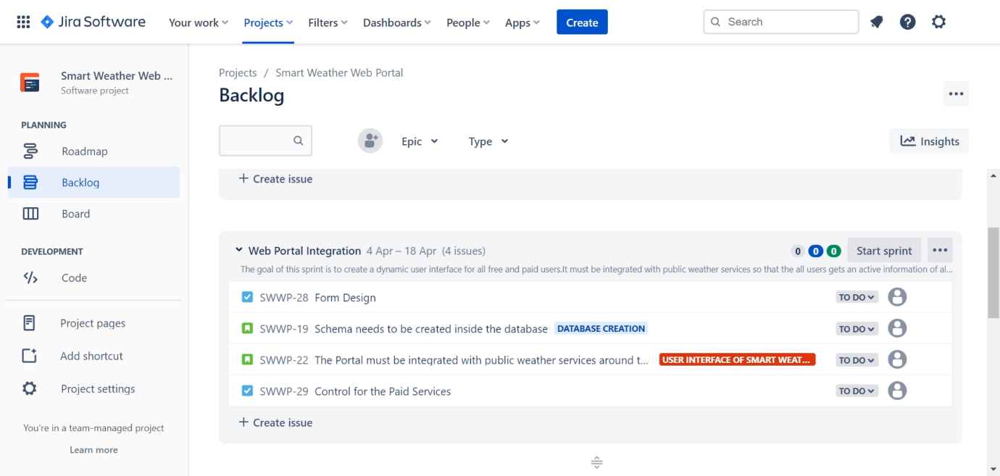 Jira Software
Your work
Projects
Filters
Dashboards
People
Apps
Create
Search
Smart Weather Web ...
Software project
PLANNING
Roadmap
Backlog
Board
DEVELOPMENT
Code
Project pages
Add shortcut
Project settings
You're in a team-managed project
Learn more
Projects / Smart Weather Web Portal
Backlog
Epic
Type
Insights
+ Create issue
Web Portal Integration 4 Apr – 18 Apr (4 issues)
0 0 0 Start sprint
The goal of this sprint is to create a dynamic user interface for all free and paid users.It must be integrated with public weather services so that the all users gets an active information of al...
SWWP-28 Form Design TO DO
SWWP-19 Schema needs to be created inside the database DATABASE CREATION TO DO
SWWP-22 The Portal must be integrated with public weather services around t... USER INTERFACE OF SMART WEAT... TO DO
SWWP-29 Control for the Paid Services TO DO
+ Create issue